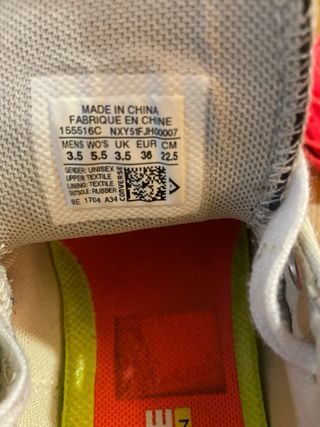 MADE IN CHINA
FABRIQUE EN CHINE
155516C NXY51FJH00007
MENS WO'S UK EUR CM
3.5 5.5 3.5 36 22.5
GENDER: UNISEX
UPPER: TEXTILE
LINING: TEXTILE
OUTSOLE: RUBBER
8E 1704 A34
CONVERSE